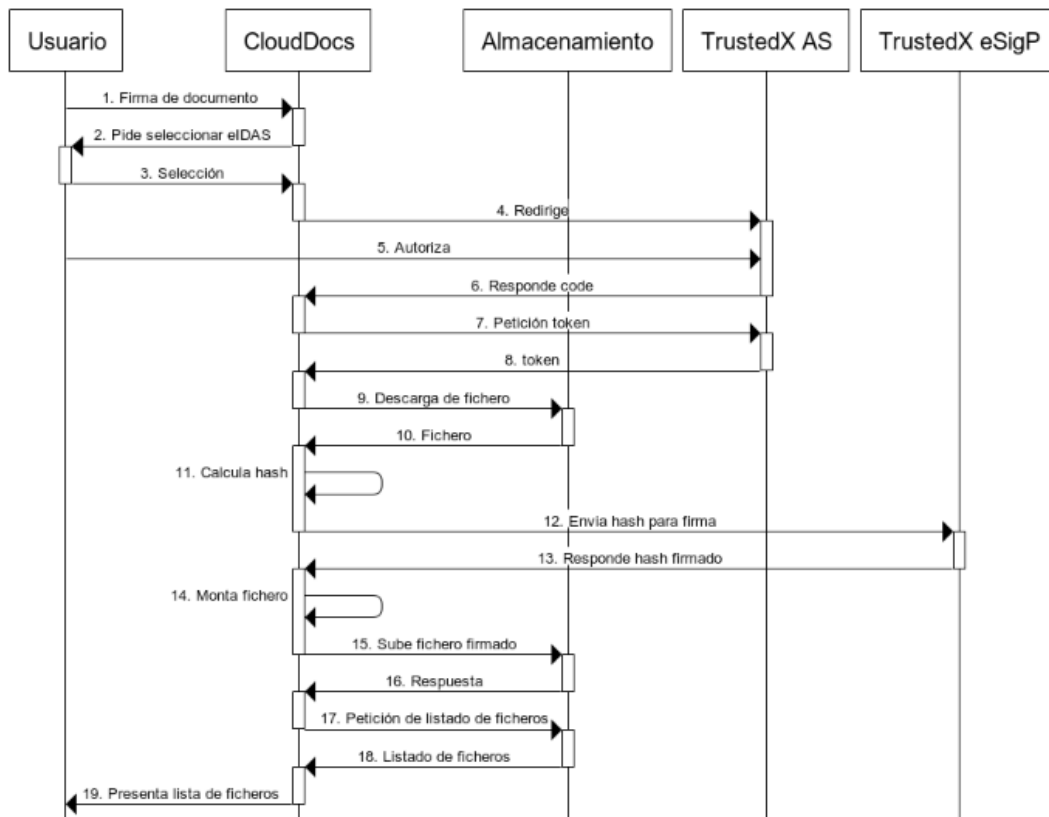 Usuario
CloudDocs
Almacenamiento
TrustedX AS
TrustedX eSigP
1. Firma de documento
2. Pide seleccionar eIDAS
3. Selección
4. Redirige
5. Autoriza
6. Responde code
7. Petición token
8. token
9. Descarga de fichero
10. Fichero
11. Calcula hash
12. Envia hash para firma
13. Responde hash firmado
14. Monta fichero
15. Sube fichero firmado
16. Respuesta
17. Petición de listado de ficheros
18. Listado de ficheros
19. Presenta lista de ficheros